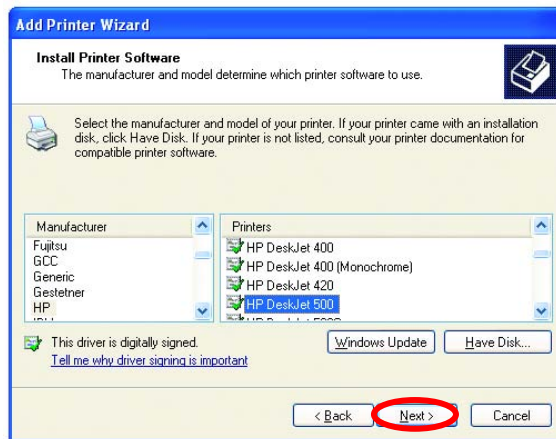 Add Printer Wizard
Install Printer Software
The manufacturer and model determine which printer software to use.
Select the manufacturer and model of your printer. If your printer came with an installation
disk, click Have Disk. If your printer is not listed, consult your printer documentation for
compatible printer software.
Manufacturer
Fujitsu
GCC
Generic
Gestetner
HP
Printers
HP DeskJet 400
HP DeskJet 400 (Monochrome)
HP DeskJet 420
HP DeskJet 500
This driver is digitally signed.
Tell me why driver signing is important
Windows Update
Have Disk...
< Back
Next >
Cancel